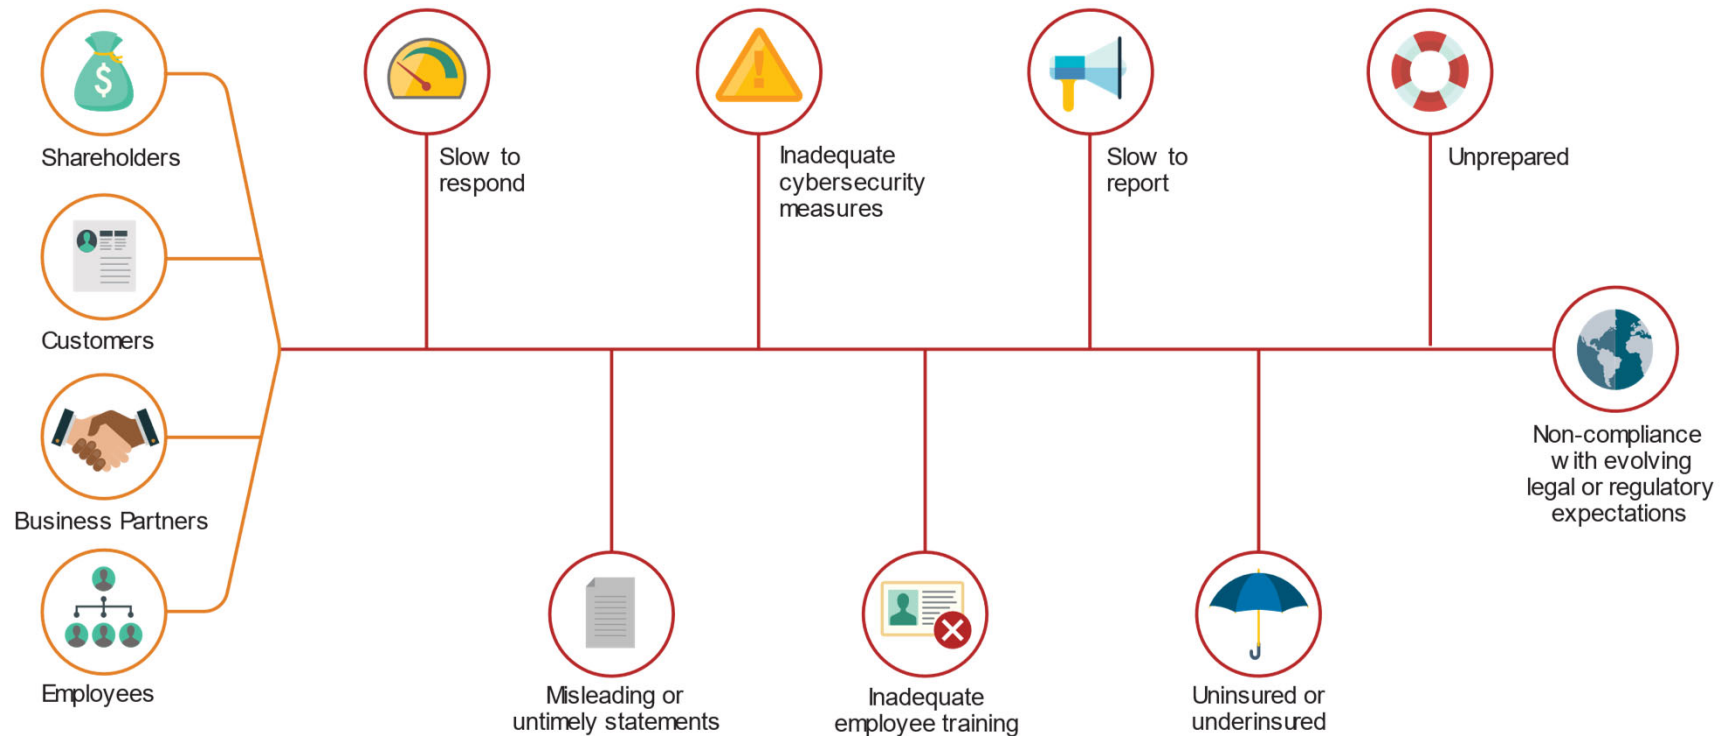 Shareholders
Customers
Business Partners
Employees
Slow to
respond
Inadequate
cybersecurity
measures
Slow to
report
Unprepared
Misleading or
untimely statements
Inadequate
employee training
Uninsured or
underinsured
Non-compliance
with evolving
legal or regulatory
expectations
$